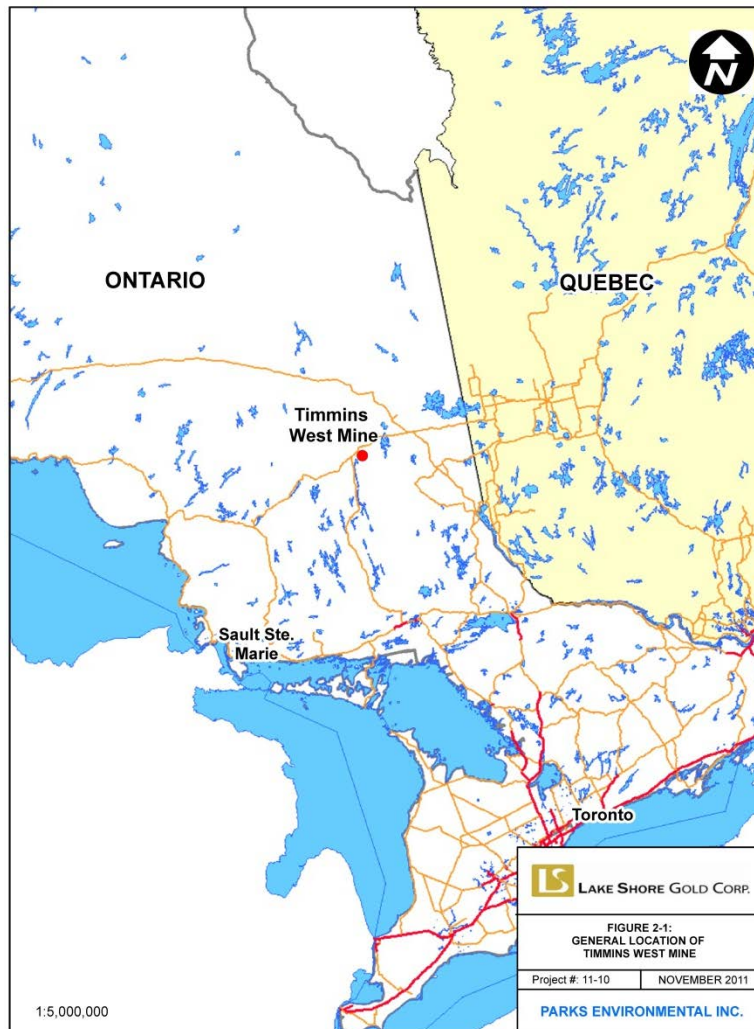 N
ONTARIO
QUEBEC
Timmins
West Mine
Sault Ste.
Marie
Toronto
LS LAKE SHORE GOLD CORP.
FIGURE 2-1:
GENERAL LOCATION OF
TIMMINS WEST MINE
Project #: 11-10 NOVEMBER 2011
1:5,000,000
PARKS ENVIRONMENTAL INC.